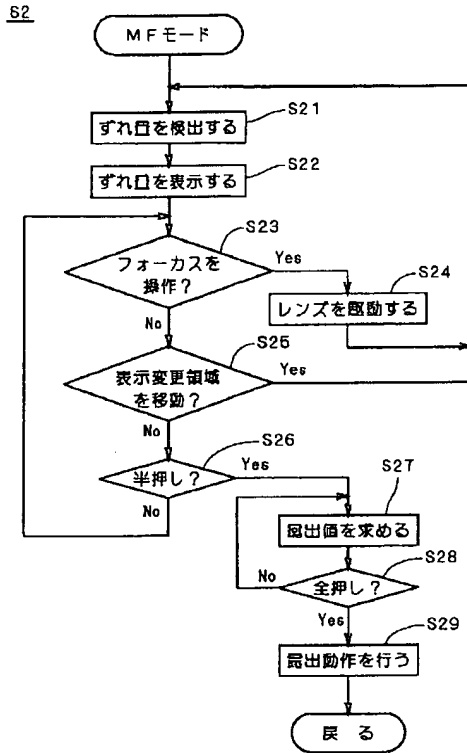 S2
MFモード
S21
ずれ量を検出する
S22
ずれ量を表示する
S23
フォーカスを
操作?
Yes
S24
レンズを駆動する
No
S25
表示変更領域
を移動?
Yes
No
S26
半押し?
Yes
No
S27
露出値を求める
S28
全押し?
No
Yes
S29
露出動作を行う
戻る